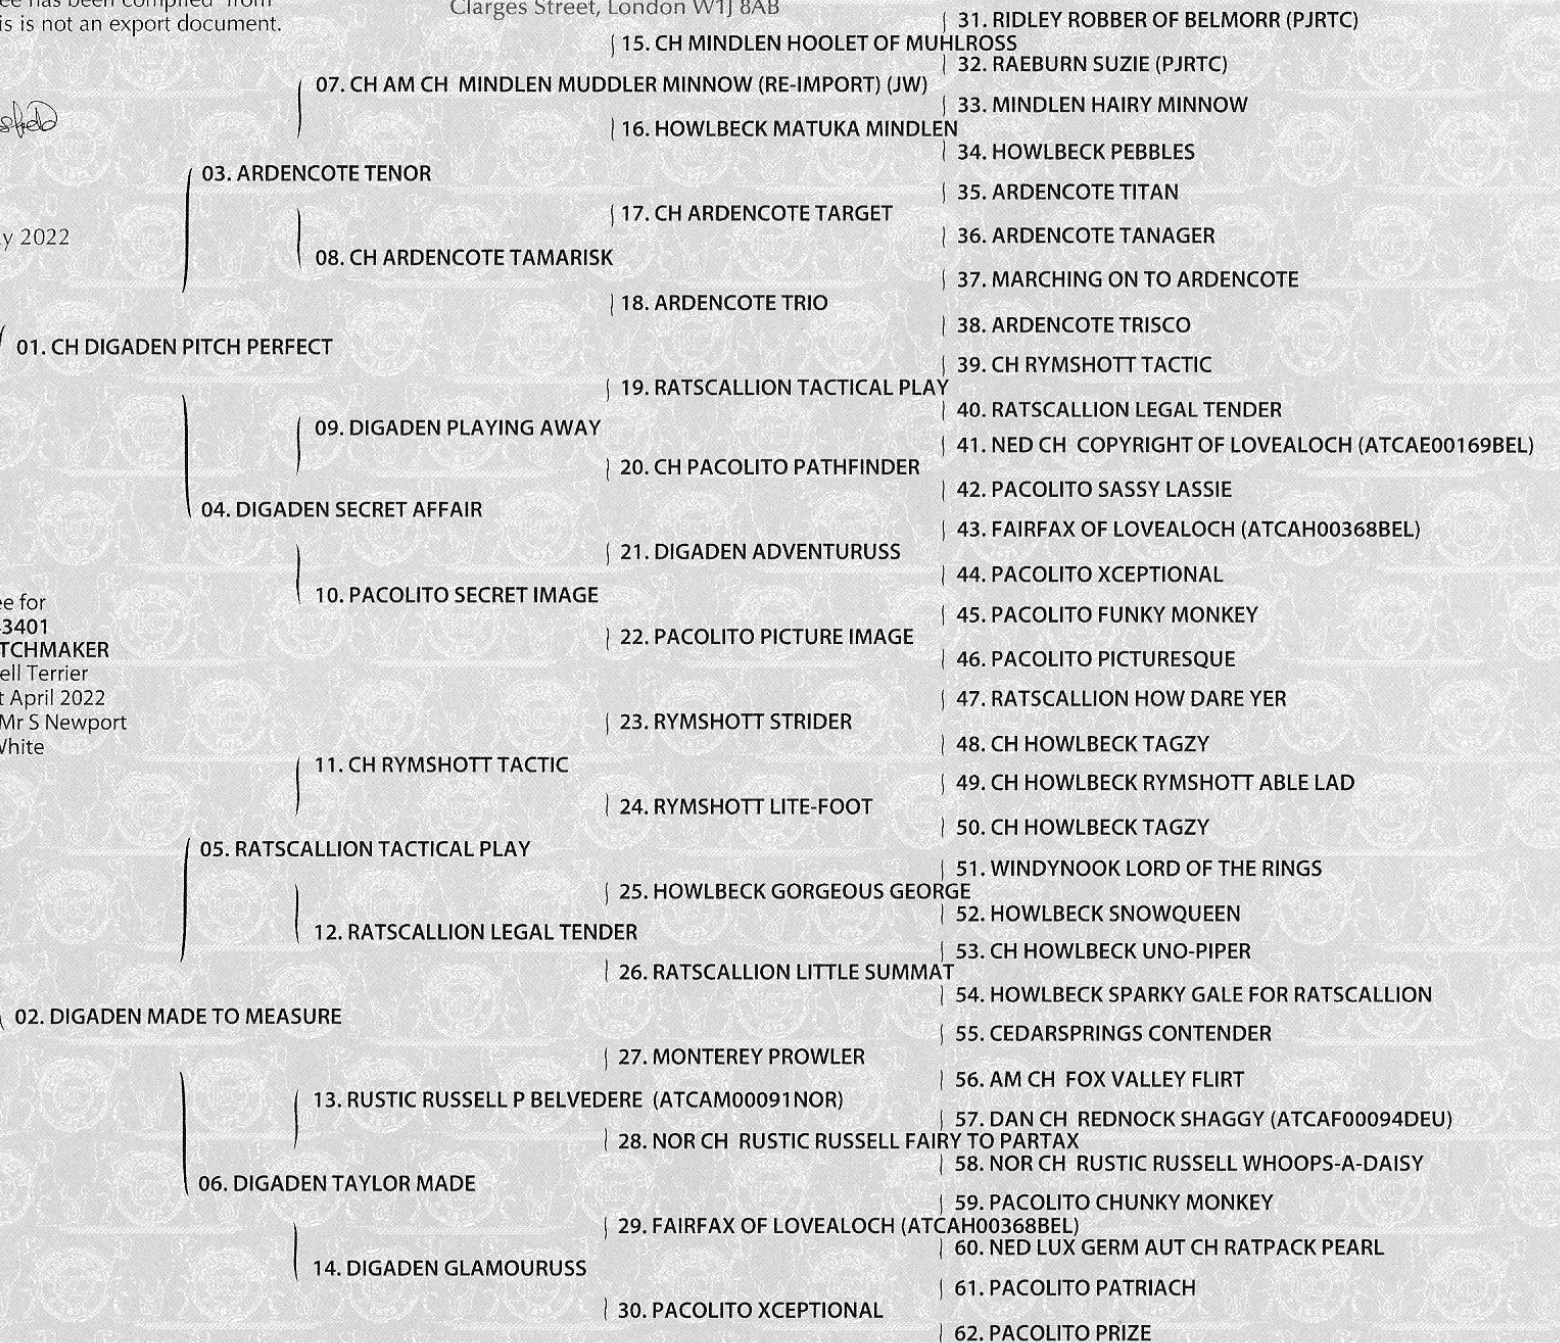 ee has been compiled from
is is not an export document.
Clarges Street, London W1J 8AB
y 2022
01. CH DIGADEN PITCH PERFECT
02. DIGADEN MADE TO MEASURE
ee for
3401
TCHMAKER
ell Terrier
t April 2022
Mr S Newport
White
03. ARDENCOTE TENOR
04. DIGADEN SECRET AFFAIR
05. RATSCALLION TACTICAL PLAY
06. DIGADEN TAYLOR MADE
07. CH AM CH MINDLEN MUDDLER MINNOW (RE-IMPORT) (JW)
08. CH ARDENCOTE TAMARISK
09. DIGADEN PLAYING AWAY
10. PACOLITO SECRET IMAGE
11. CH RYMSHOTT TACTIC
12. RATSCALLION LEGAL TENDER
13. RUSTIC RUSSELL P BELVEDERE (ATCAM00091NOR)
14. DIGADEN GLAMOURUSS
15. CH MINDLEN HOOLET OF MUHLROSS
16. HOWLBECK MATUKA MINDLEN
17. CH ARDENCOTE TARGET
18. ARDENCOTE TRIO
19. RATSCALLION TACTICAL PLAY
20. CH PACOLITO PATHFINDER
21. DIGADEN ADVENTURUSS
22. PACOLITO PICTURE IMAGE
23. RYMSHOTT STRIDER
24. RYMSHOTT LITE-FOOT
25. HOWLBECK GORGEOUS GEORGE
26. RATSCALLION LITTLE SUMMAT
27. MONTEREY PROWLER
28. NOR CH RUSTIC RUSSELL FAIRY TO PARTAX
29. FAIRFAX OF LOVEALOCH (ATCAH00368BEL)
30. PACOLITO XCEPTIONAL
31. RIDLEY ROBBER OF BELMORR (PJRTC)
32. RAEBURN SUZIE (PJRTC)
33. MINDLEN HAIRY MINNOW
34. HOWLBECK PEBBLES
35. ARDENCOTE TITAN
36. ARDENCOTE TANAGER
37. MARCHING ON TO ARDENCOTE
38. ARDENCOTE TRISCO
39. CH RYMSHOTT TACTIC
40. RATSCALLION LEGAL TENDER
41. NED CH COPYRIGHT OF LOVEALOCH (ATCAE00169BEL)
42. PACOLITO SASSY LASSIE
43. FAIRFAX OF LOVEALOCH (ATCAH00368BEL)
44. PACOLITO XCEPTIONAL
45. PACOLITO FUNKY MONKEY
46. PACOLITO PICTURESQUE
47. RATSCALLION HOW DARE YER
48. CH HOWLBECK TAGZY
49. CH HOWLBECK RYMSHOTT ABLE LAD
50. CH HOWLBECK TAGZY
51. WINDYNOOK LORD OF THE RINGS
52. HOWLBECK SNOWQUEEN
53. CH HOWLBECK UNO-PIPER
54. HOWLBECK SPARKY GALE FOR RATSCALLION
55. CEDARSPRINGS CONTENDER
56. AM CH FOX VALLEY FLIRT
57. DAN CH REDNOCK SHAGGY (ATCAF00094DEU)
58. NOR CH RUSTIC RUSSELL WHOOPS-A-DAISY
59. PACOLITO CHUNKY MONKEY
60. NED LUX GERM AUT CH RATPACK PEARL
61. PACOLITO PATRIACH
62. PACOLITO PRIZE